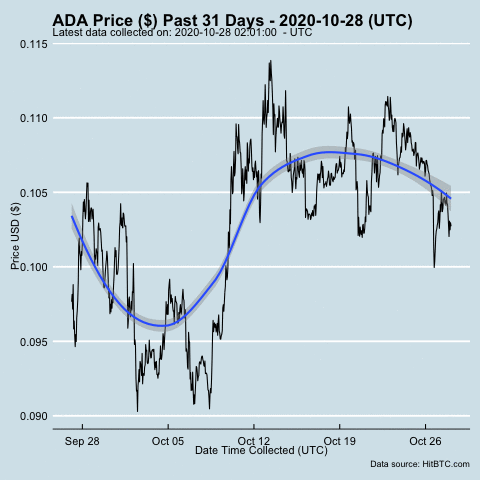 ADA Price ($) Past 31 Days - 2020-10-28 (UTC)
Latest data collected on: 2020-10-28 02:01:00  - UTC
0.115
0.110
0.105
0.100
0.095
0.090
Price USD ($)
Sep 28
Oct 05
Oct 12
Oct 19
Oct 26
Date Time Collected (UTC)
Data source: HitBTC.com